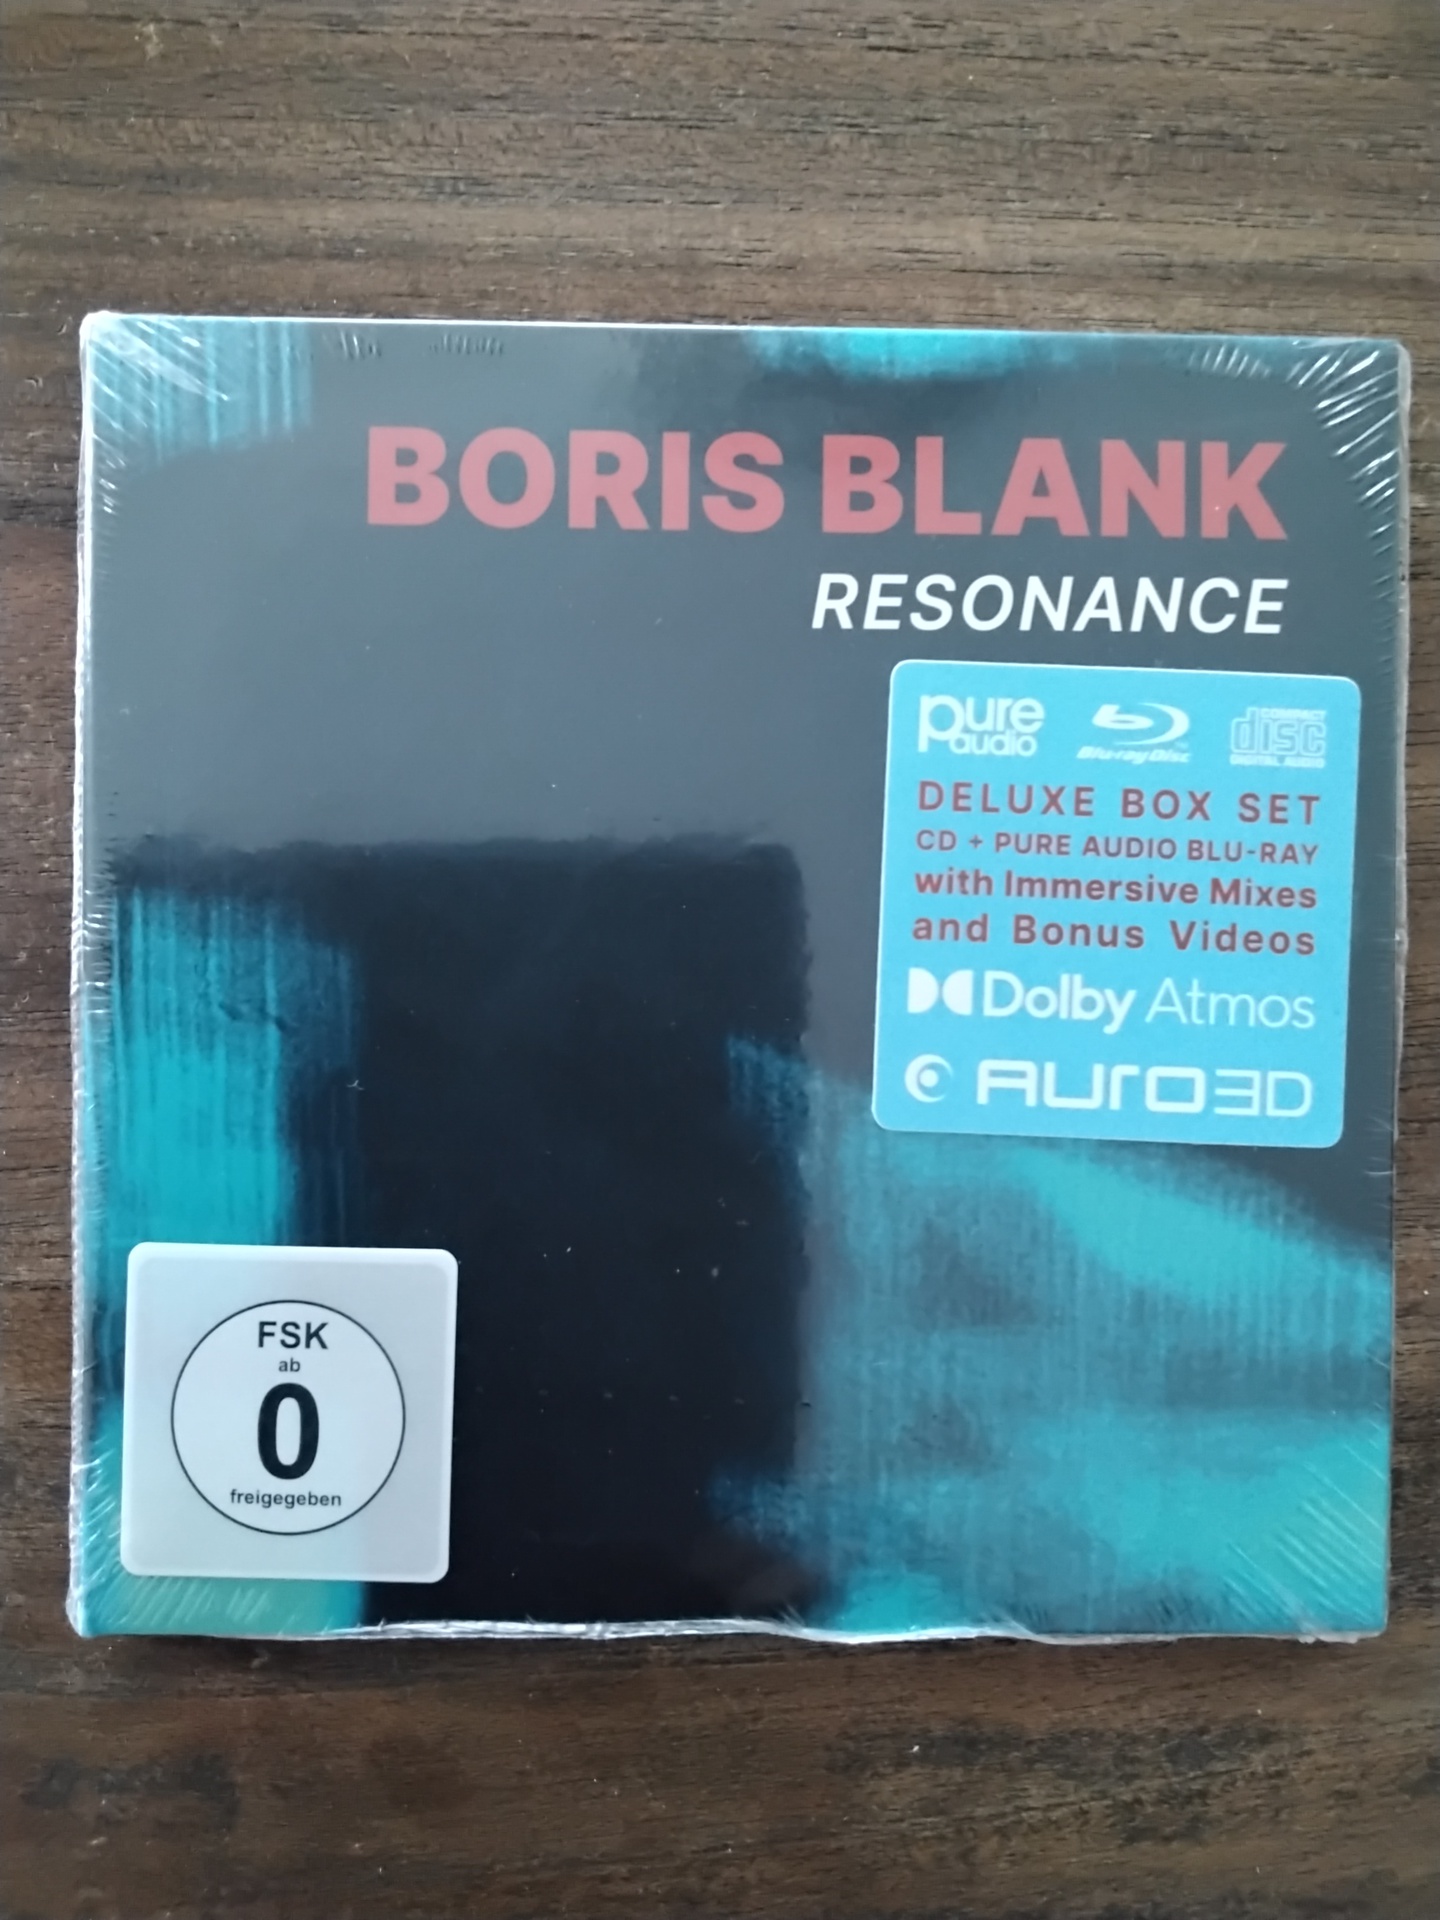 BORIS BLANK
RESONANCE
pure audio
Blu-ray Disc
COMPACT disc DIGITAL AUDIO
DELUXE BOX SET
CD + PURE AUDIO BLU-RAY
with Immersive Mixes
and Bonus Videos
Dolby Atmos
AURO3D
FSK
ab
0
freigegeben